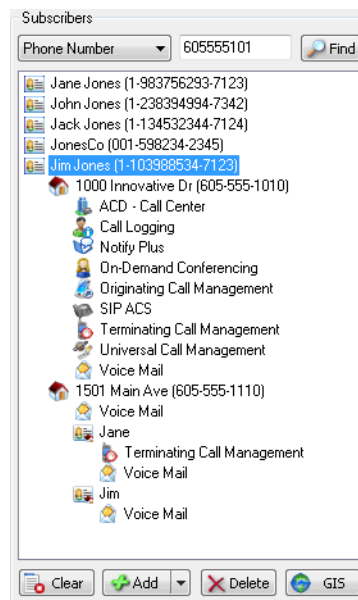 Subscribers
Phone Number 605555101 Find
Jane Jones (1-983756293-7123)
John Jones (1-238394994-7342)
Jack Jones (1-134532344-7124)
JonesCo (001-598234-2345)
Jim Jones (1-103988534-7123)
1000 Innovative Dr (605-555-1010)
ACD - Call Center
Call Logging
Notify Plus
On-Demand Conferencing
Originating Call Management
SIP ACS
Terminating Call Management
Universal Call Management
Voice Mail
1501 Main Ave (605-555-1110)
Voice Mail
Jane
Terminating Call Management
Voice Mail
Jim
Voice Mail
Clear Add Delete GIS